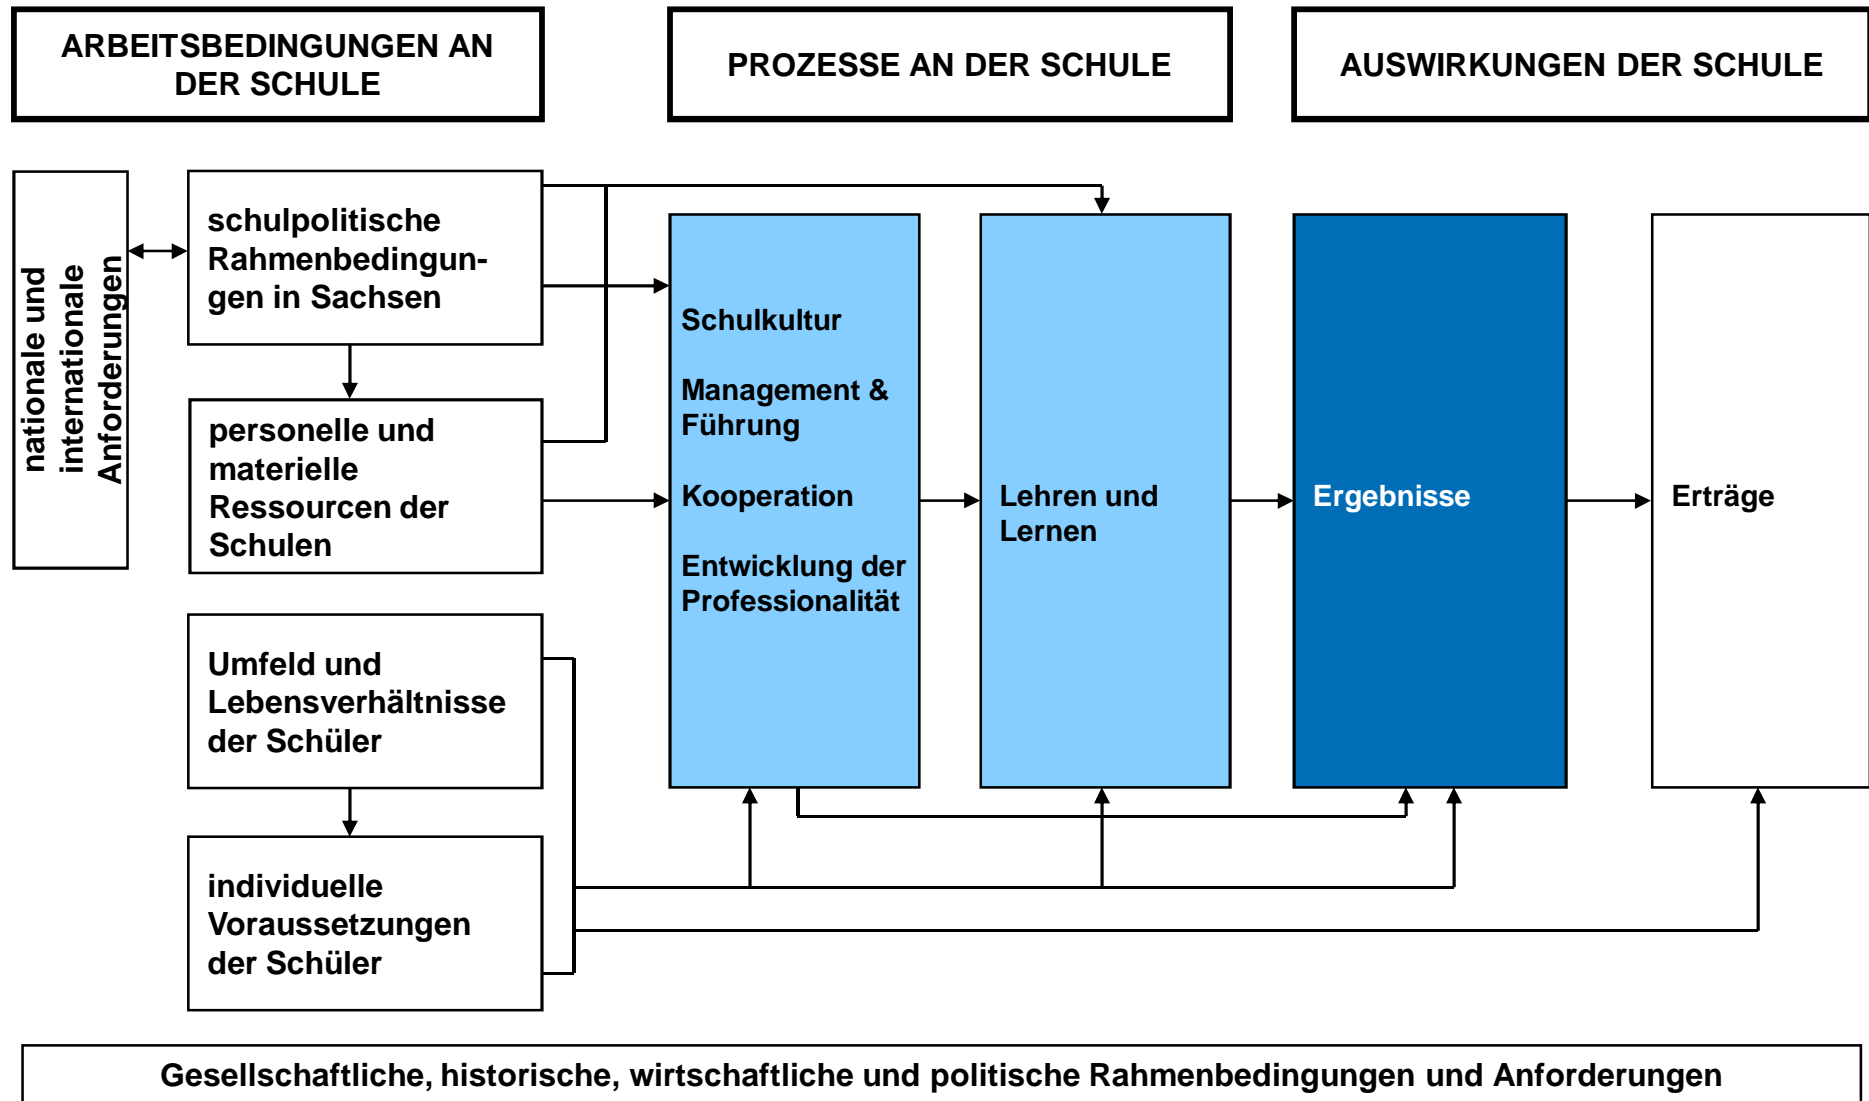 ARBEITSBEDINGUNGEN AN
DER SCHULE
PROZESSE AN DER SCHULE
AUSWIRKUNGEN DER SCHULE
nationale und
internationale
Anforderungen
schulpolitische
Rahmenbedingun-
gen in Sachsen
personelle und
materielle
Ressourcen der
Schulen
Umfeld und
Lebensverhältnisse
der Schüler
individuelle
Voraussetzungen
der Schüler
Schulkultur
Management &
Führung
Kooperation
Entwicklung der
Professionalität
Lehren und
Lernen
Ergebnisse
Erträge
Gesellschaftliche, historische, wirtschaftliche und politische Rahmenbedingungen und Anforderungen